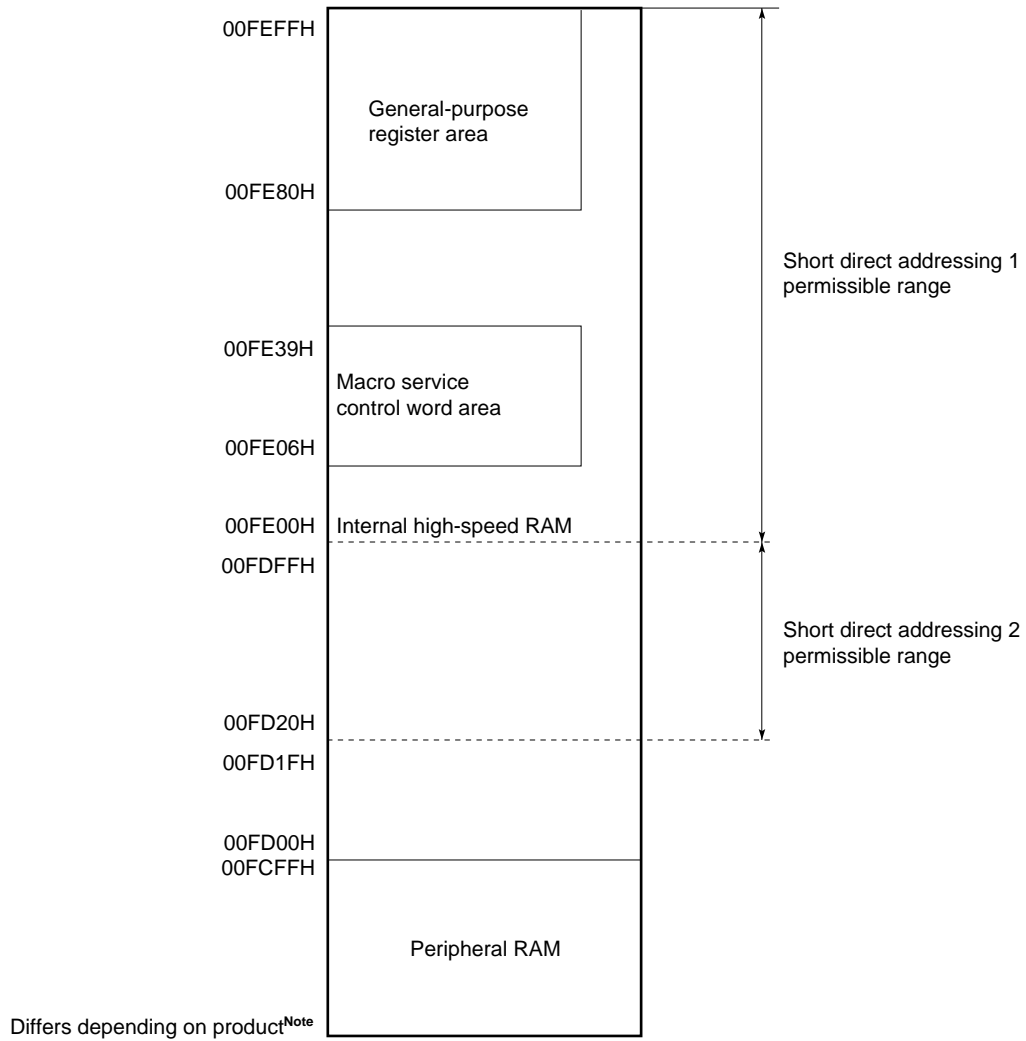 00FEFFH
General-purpose
register area
00FE80H
Short direct addressing 1
permissible range
00FE39H
Macro service
control word area
00FE06H
00FE00H Internal high-speed RAM
00FDFFH
Short direct addressing 2
permissible range
00FD20H
00FD1FH
00FD00H
00FCFFH
Peripheral RAM
Differs depending on productNote